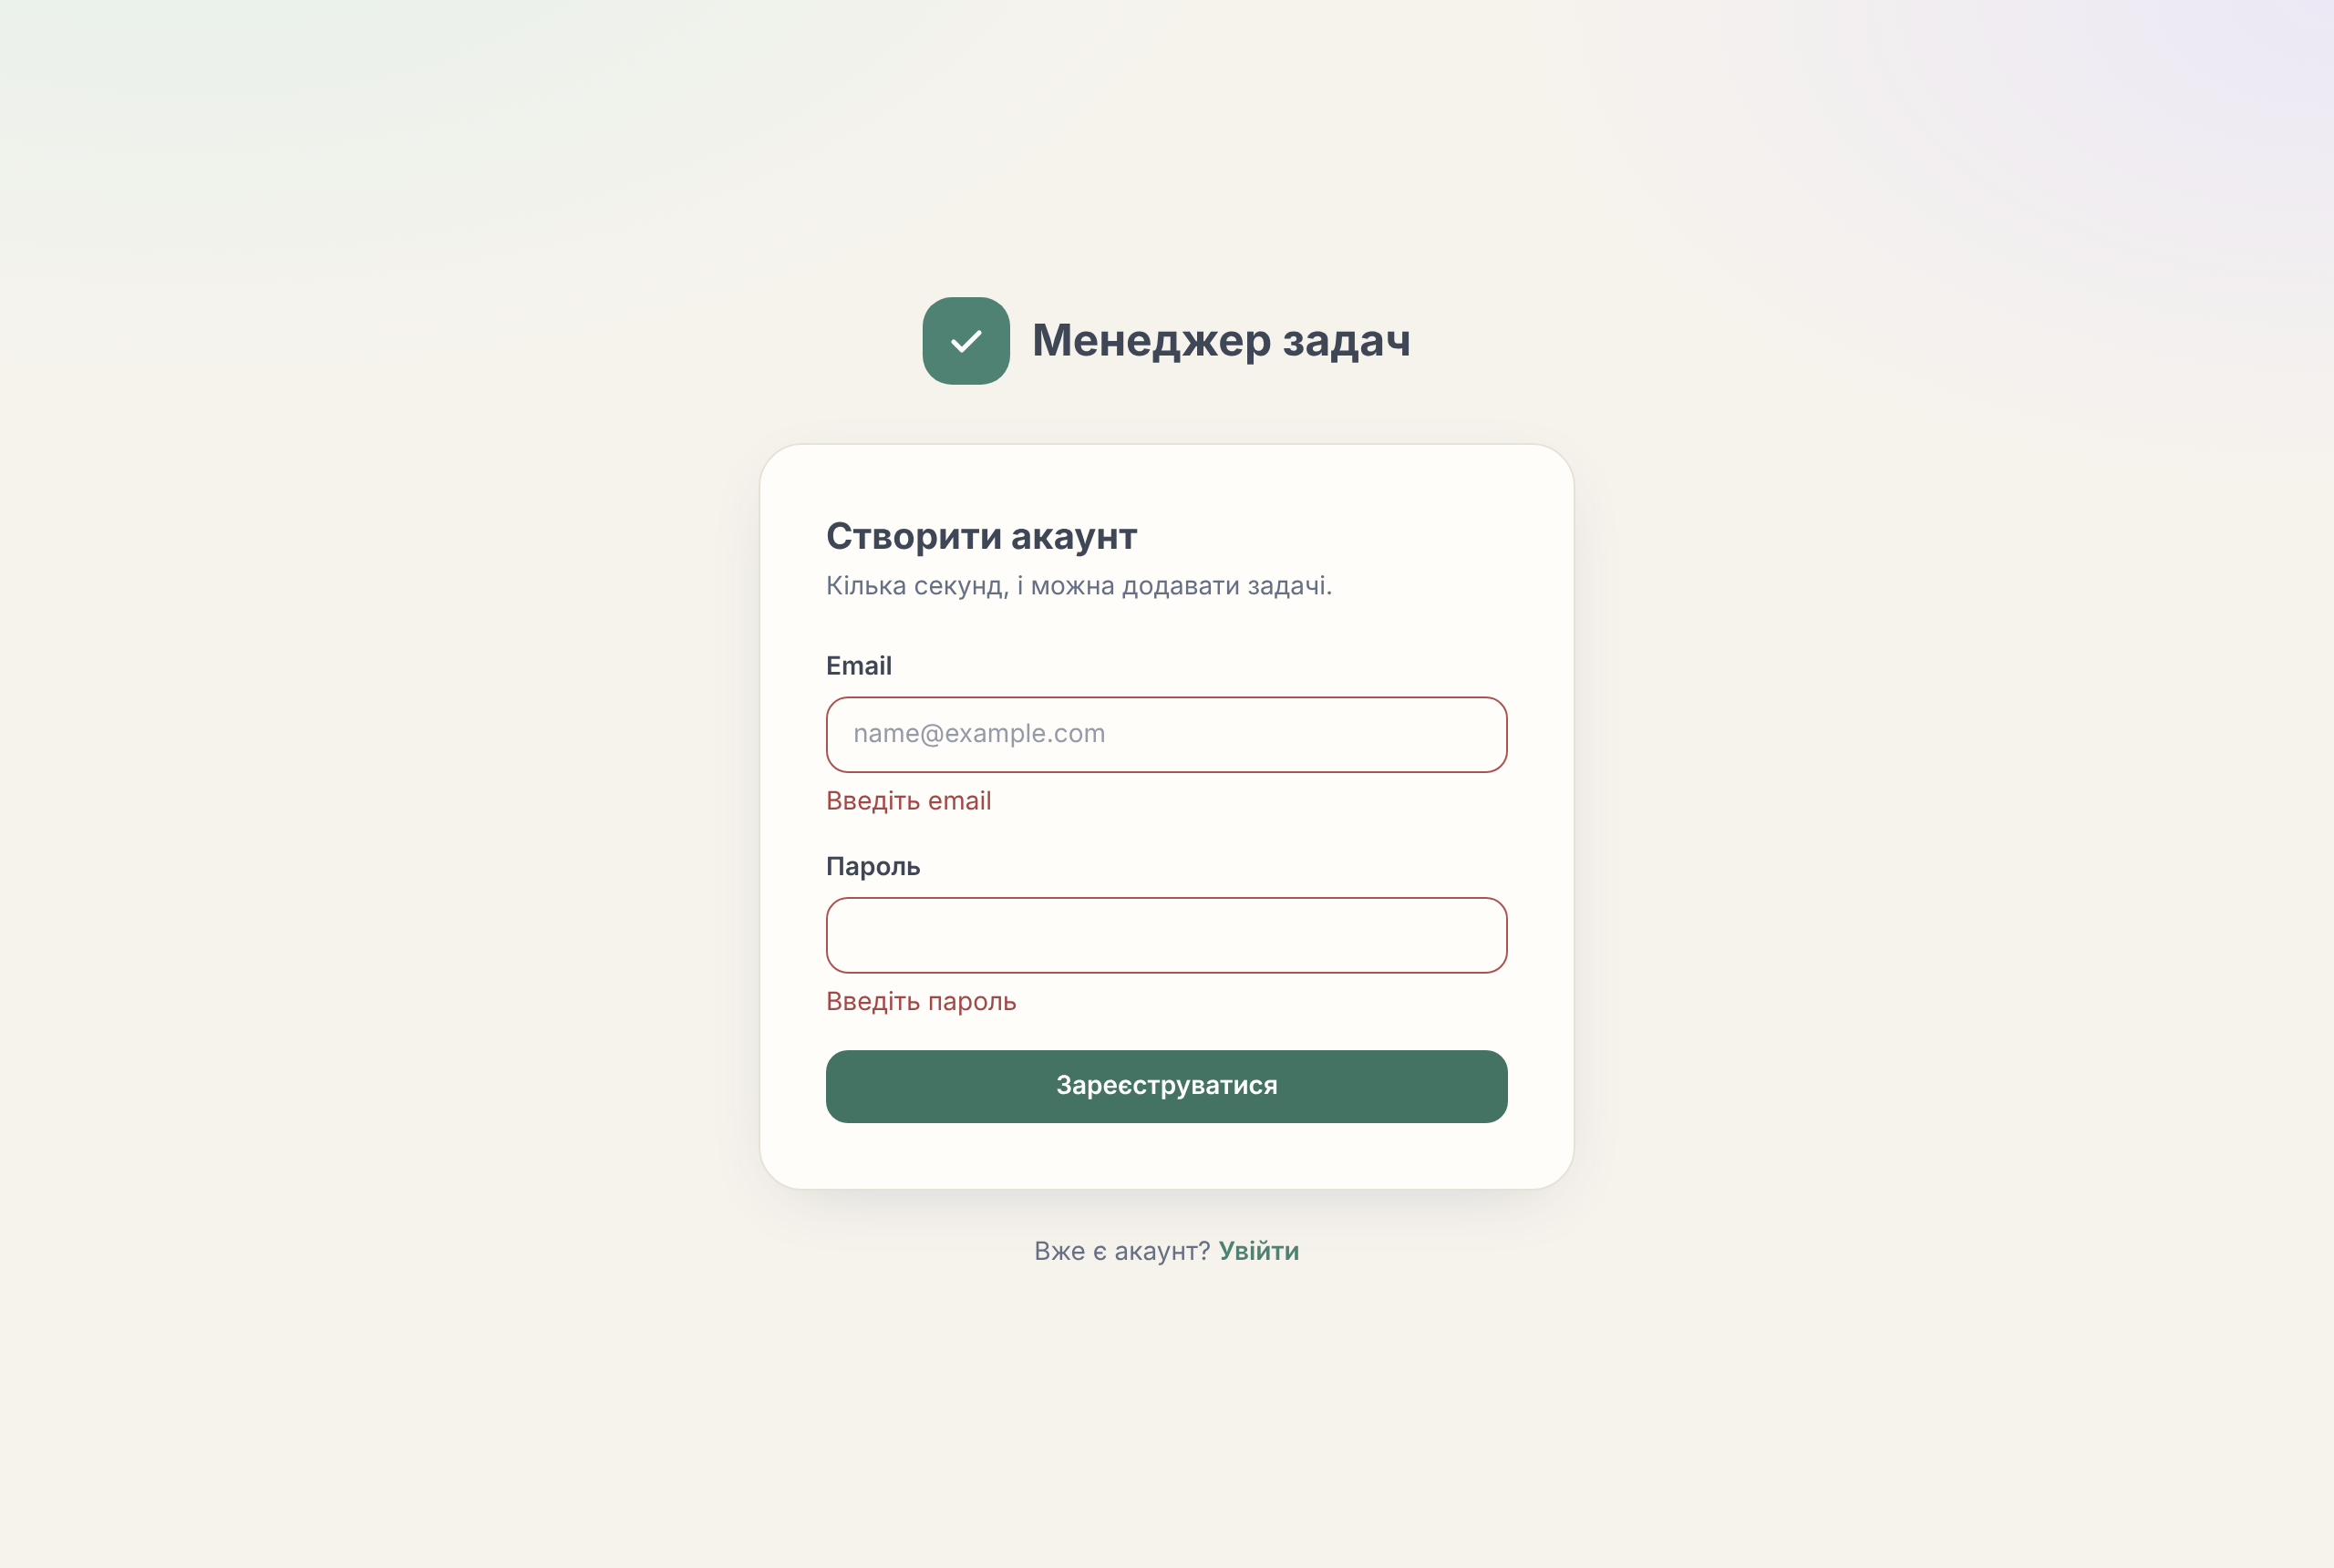 Менеджер задач
Створити акаунт
Кілька секунд, і можна додавати задачі.
Email
name@example.com
Введіть email
Пароль
Введіть пароль
Зареєструватися
Вже є акаунт? Увійти